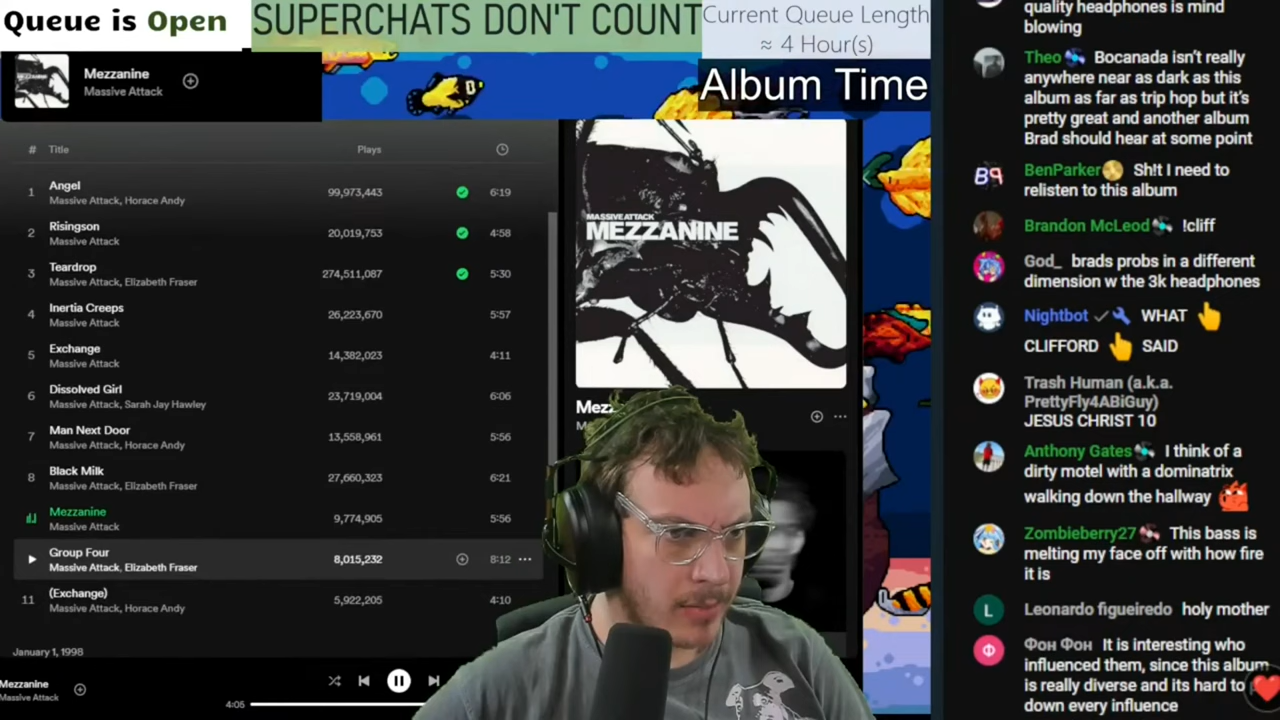 Queue is Open
SUPERCHATS DON'T COUNT
Current Queue Length
≈ 4 Hour(s)
Album Time
Mezzanine
Massive Attack
# Title Plays
1 Angel 99,973,443 6:19
Massive Attack, Horace Andy
2 Risingson 20,019,753 4:58
Massive Attack
3 Teardrop 274,511,087 5:30
Massive Attack, Elizabeth Fraser
4 Inertia Creeps 26,223,670 5:57
Massive Attack
5 Exchange 14,382,023 4:11
Massive Attack
6 Dissolved Girl 23,719,004 6:06
Massive Attack, Sarah Jay Hawley
7 Man Next Door 13,558,961 5:56
Massive Attack, Horace Andy
8 Black Milk 27,660,323 6:21
Massive Attack, Elizabeth Fraser
Mezzanine 9,774,905 5:56
Massive Attack
Group Four 8,015,232 8:12
Massive Attack, Elizabeth Fraser
11 (Exchange) 5,922,205 4:10
Massive Attack, Horace Andy
January 1, 1998
Mezzanine
Massive Attack
4:05
MASSIVE ATTACK
MEZZANINE
Mezz
quality headphones is mind
blowing
Theo Bocanada isn't really
anywhere near as dark as this
album as far as trip hop but it's
pretty great and another album
Brad should hear at some point
BP
BenParker Sh!t I need to
relisten to this album
Brandon McLeod !cliff
God_ brads probs in a different
dimension w the 3k headphones
Nightbot WHAT 👆
CLIFFORD 👆 SAID
Trash Human (a.k.a.
PrettyFly4ABiGuy)
JESUS CHRIST 10
Anthony Gates I think of a
dirty motel with a dominatrix
walking down the hallway
Zombieberry27 This bass is
melting my face off with how fire
it is
L
Leonardo figueiredo holy mother
Ф
Фон Фон It is interesting who
influenced them, since this album
is really diverse and its hard to
down every influence